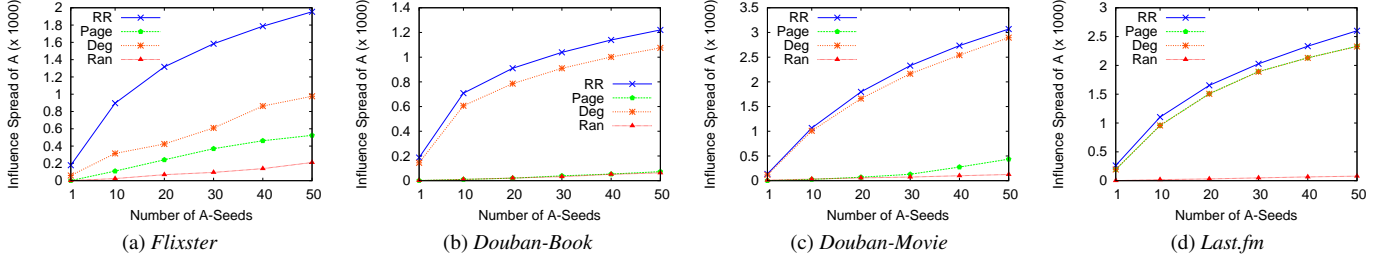 Influence Spread of A (x 1000)
2
1.8
1.6
1.4
1.2
1
0.8
0.6
0.4
0.2
0
RR
Page
Deg
Ran
1 10 20 30 40 50
Number of A-Seeds
(a) Flixster
Influence Spread of A (x 1000)
1.4
1.2
1
0.8
0.6
0.4
0.2
0
RR
Page
Deg
Ran
1 10 20 30 40 50
Number of A-Seeds
(b) Douban-Book
Influence Spread of A (x 1000)
3.5
3
2.5
2
1.5
1
0.5
0
RR
Page
Deg
Ran
1 10 20 30 40 50
Number of A-Seeds
(c) Douban-Movie
Influence Spread of A (x 1000)
3
2.5
2
1.5
1
0.5
0
RR
Page
Deg
Ran
1 10 20 30 40 50
Number of A-Seeds
(d) Last.fm